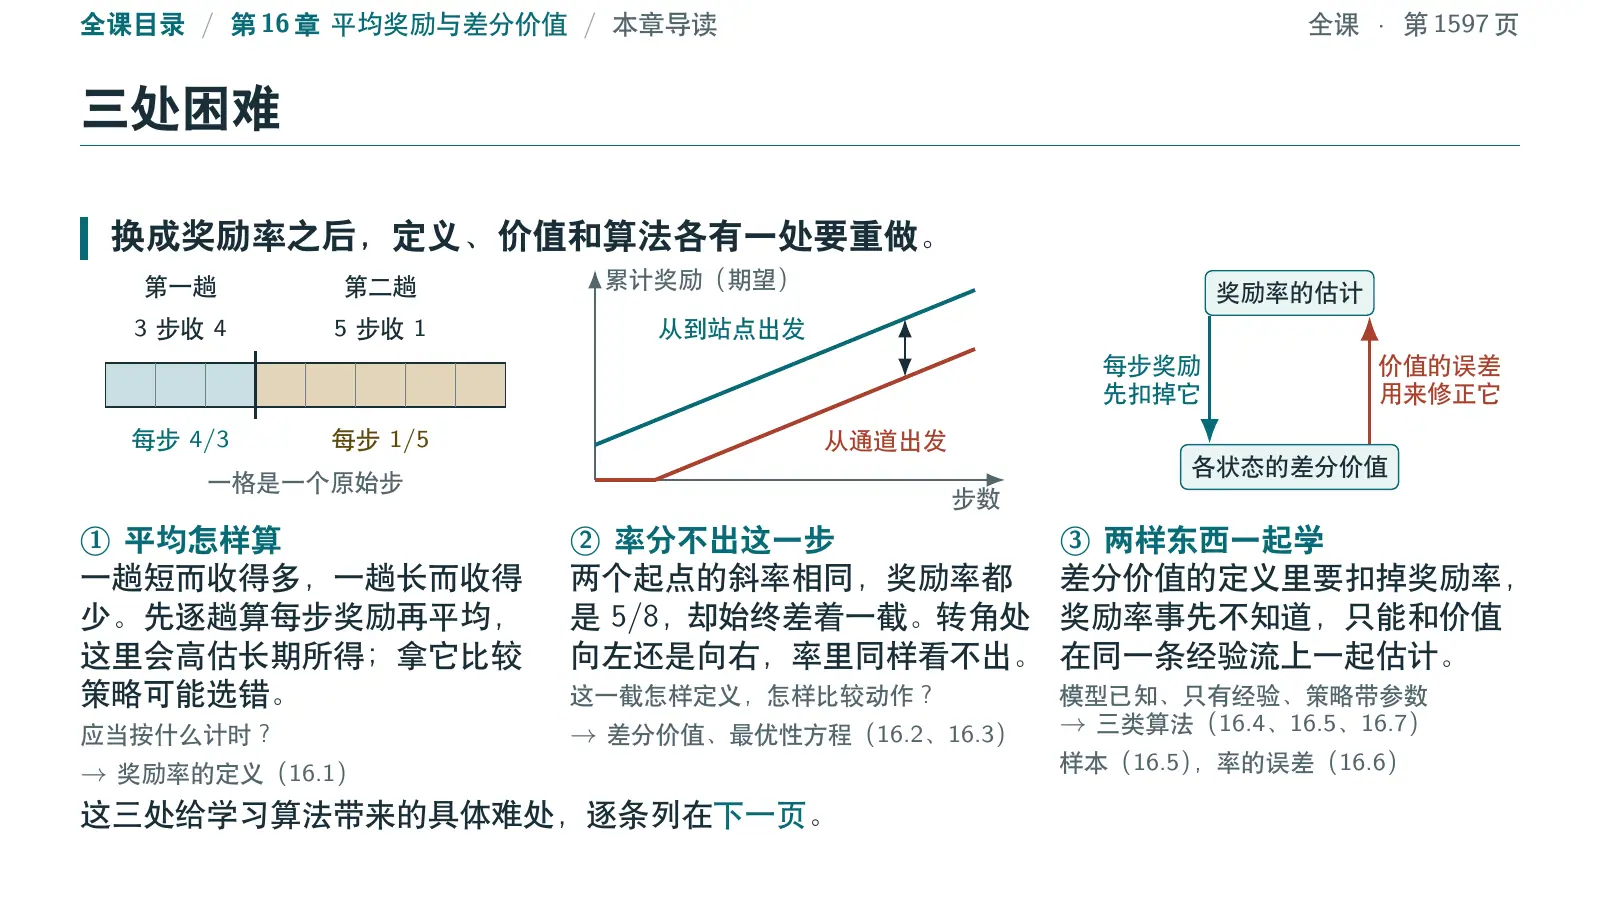 全课目录 / 第 16 章 平均奖励与差分价值 / 本章导读
全课 · 第 1597 页
三处困难
换成奖励率之后，定义、价值和算法各有一处要重做。
第一趟
3 步收 4
第二趟
5 步收 1
每步 4/3
每步 1/5
一格是一个原始步
累计奖励（期望）
从到站点出发
从通道出发
步数
奖励率的估计
每步奖励
先扣掉它
价值的误差
用来修正它
各状态的差分价值
① 平均怎样算
一趟短而收得多，一趟长而收得
少。先逐趟算每步奖励再平均，
这里会高估长期所得；拿它比较
策略可能选错。
应当按什么计时？
→ 奖励率的定义（16.1）
② 率分不出这一步
两个起点的斜率相同，奖励率都
是 5/8，却始终差着一截。转角处
向左还是向右，率里同样看不出。
这一截怎样定义，怎样比较动作？
→ 差分价值、最优性方程（16.2、16.3）
③ 两样东西一起学
差分价值的定义里要扣掉奖励率，
奖励率事先不知道，只能和价值
在同一条经验流上一起估计。
模型已知、只有经验、策略带参数
→ 三类算法（16.4、16.5、16.7）
样本（16.5），率的误差（16.6）
这三处给学习算法带来的具体难处，逐条列在下一页。